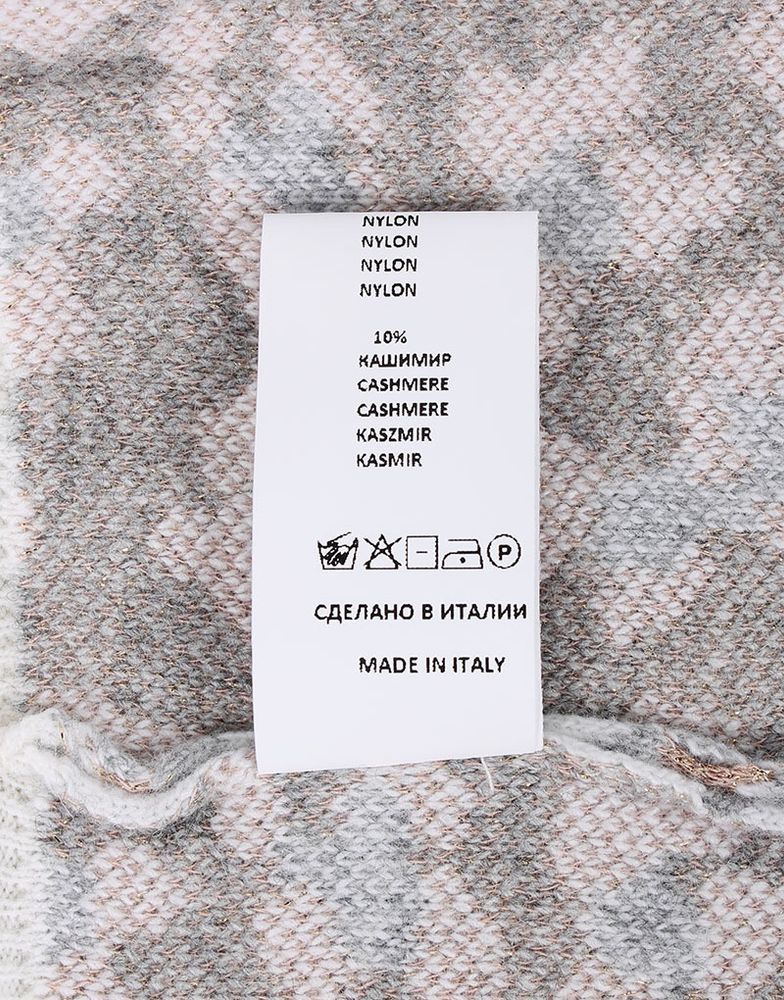 NYLON
NYLON
NYLON
NYLON
10%
КАШИМИР
CASHMERE
CASHMERE
KASZMIR
KASMIR
P
СДЕЛАНО В ИТАЛИИ
MADE IN ITALY